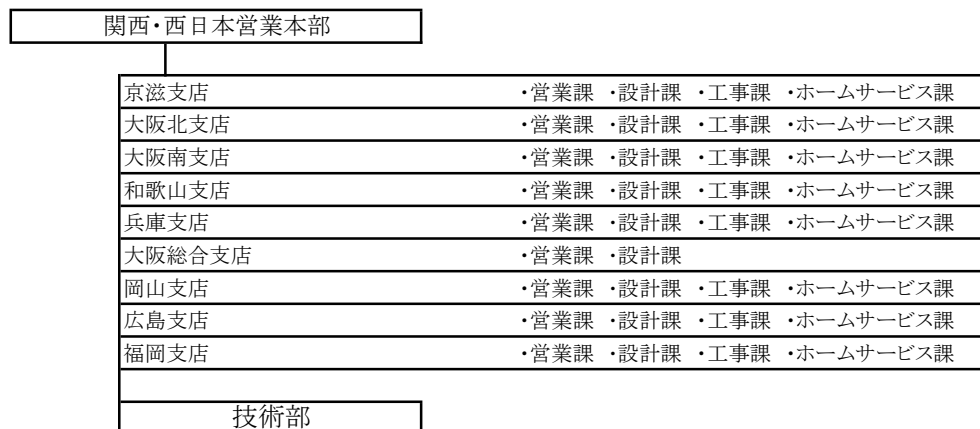 関西・西日本営業本部
京滋支店 ・営業課 ・設計課 ・工事課 ・ホームサービス課
大阪北支店 ・営業課 ・設計課 ・工事課 ・ホームサービス課
大阪南支店 ・営業課 ・設計課 ・工事課 ・ホームサービス課
和歌山支店 ・営業課 ・設計課 ・工事課 ・ホームサービス課
兵庫支店 ・営業課 ・設計課 ・工事課 ・ホームサービス課
大阪総合支店 ・営業課 ・設計課
岡山支店 ・営業課 ・設計課 ・工事課 ・ホームサービス課
広島支店 ・営業課 ・設計課 ・工事課 ・ホームサービス課
福岡支店 ・営業課 ・設計課 ・工事課 ・ホームサービス課
技術部